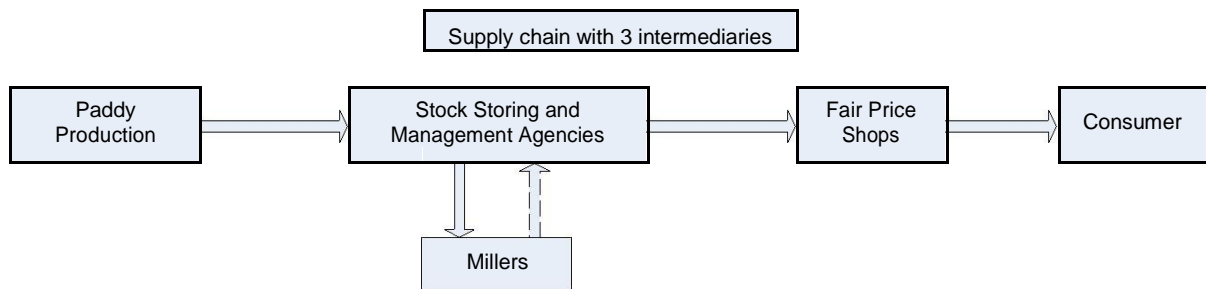 Supply chain with 3 intermediaries
Paddy
Production
Stock Storing and
Management Agencies
Fair Price
Shops
Consumer
Millers